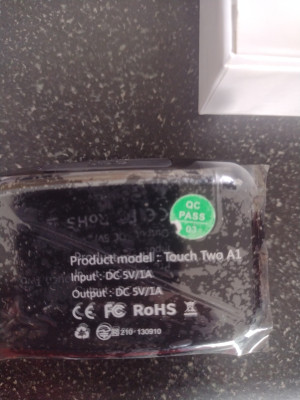 QC
PASS
03
Product model : Touch Two A1
Input : DC 5V/1A
Output : DC 5V/1A
CE FC RoHS
210-130910